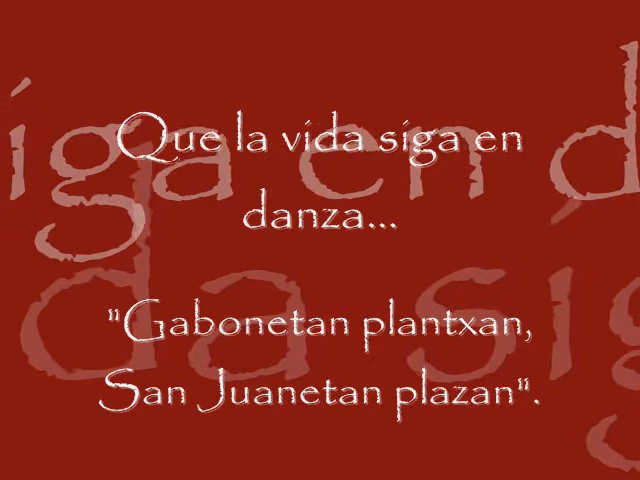 Que la vida siga en
danza...
"Gabonetan plantxan,
San Juanetan plazan".